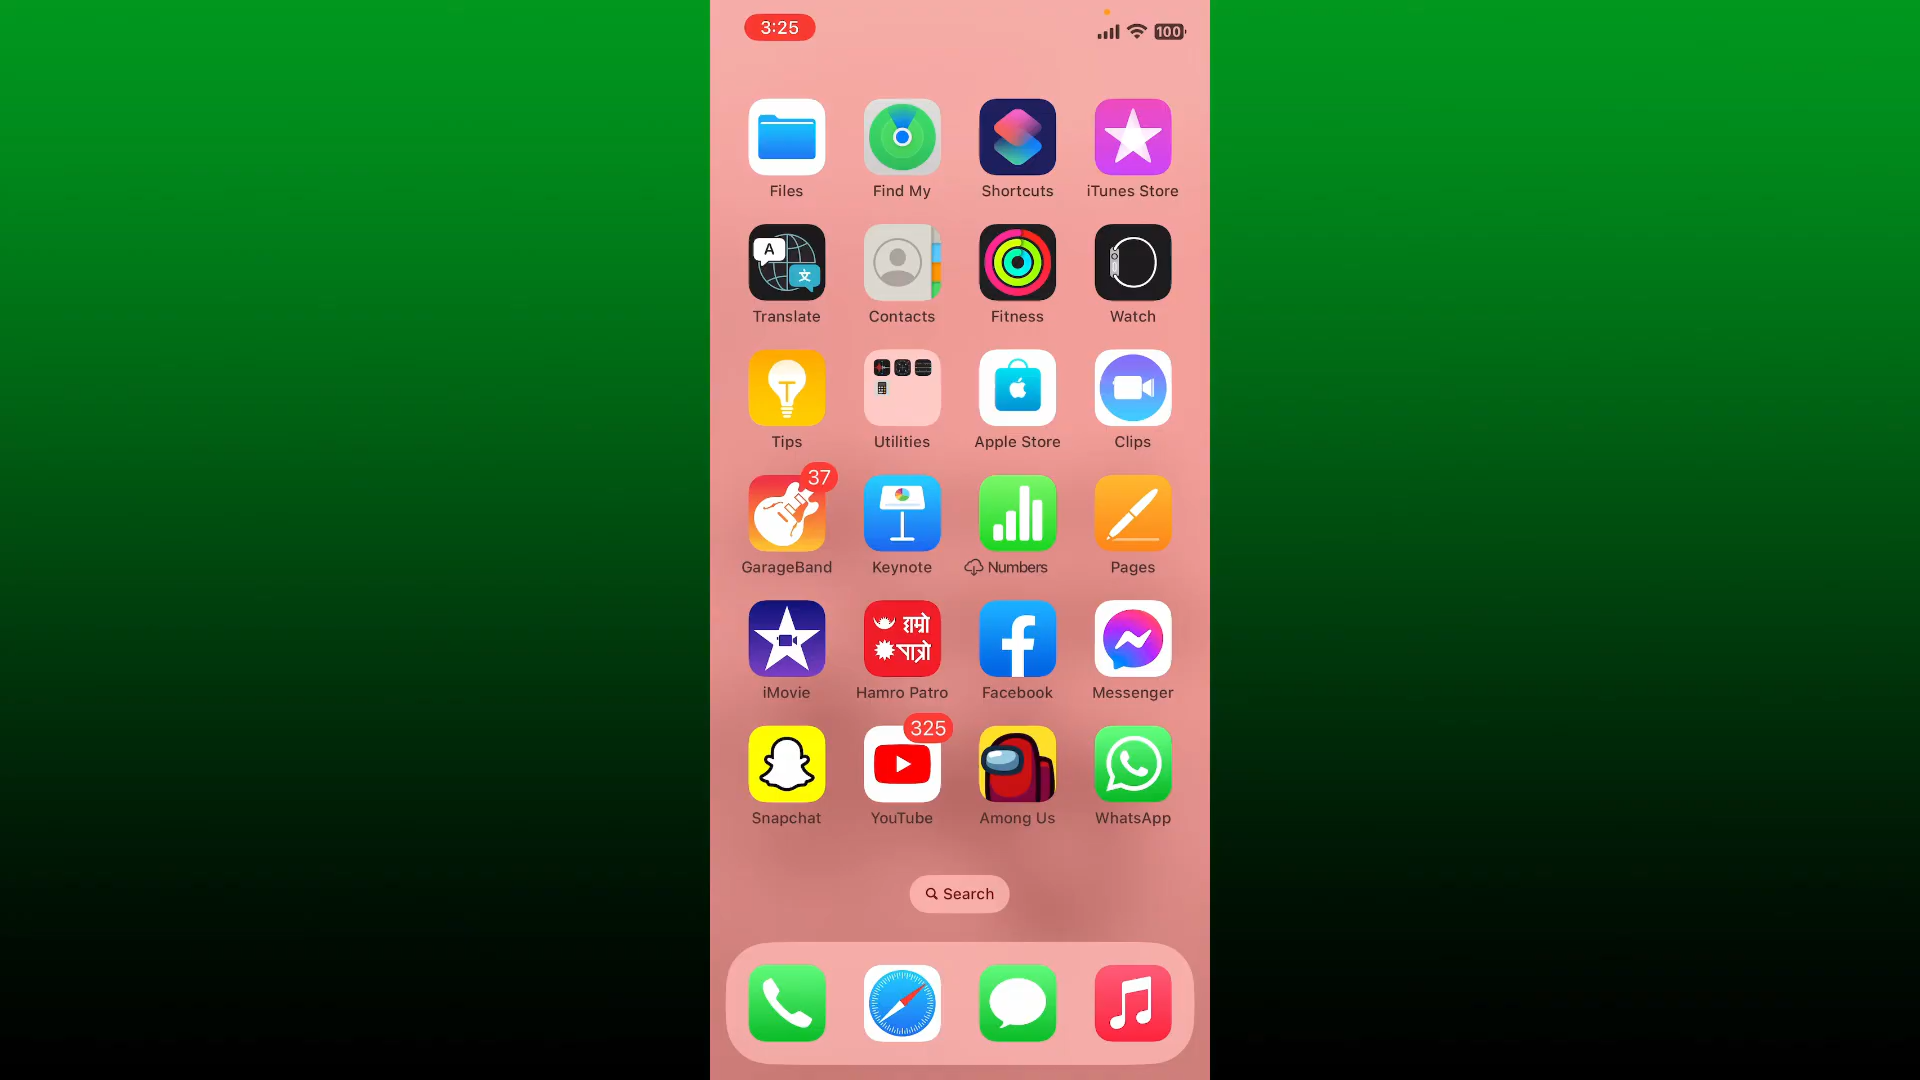 3:25
100
Files Find My Shortcuts iTunes Store
A 文
Translate Contacts Fitness Watch
Tips Utilities Apple Store Clips
37
GarageBand Keynote Numbers Pages
हाम्रो
पात्रो
iMovie Hamro Patro Facebook Messenger
325
Snapchat YouTube Among Us WhatsApp
Search